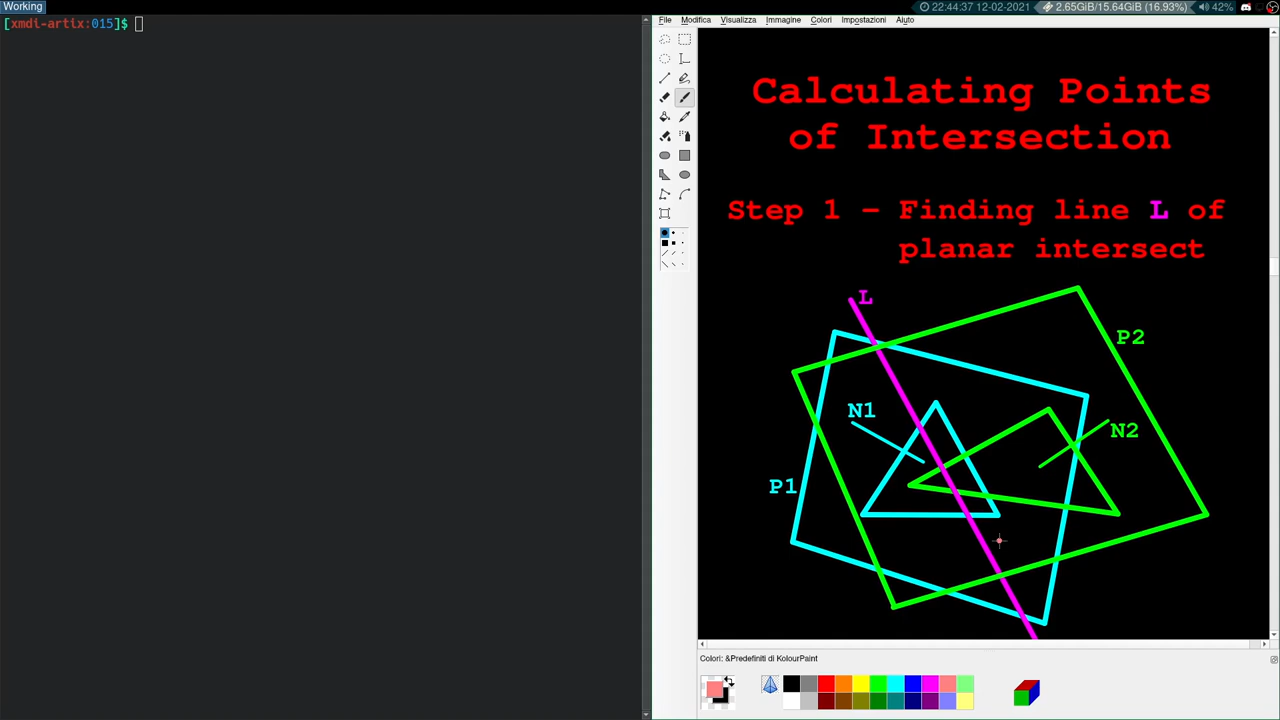 Working
22:44:37 12-02-2021
2.65GiB/15.64GiB (16.93%)
42%
[xmdi-artix:015]$
File Modifica Visualizza Immagine Colori Impostazioni Aiuto
Calculating Points
of Intersection
Step 1 – Finding line L of
planar intersect
L
P2
N1
N2
P1
Colori: &Predefiniti di KolourPaint